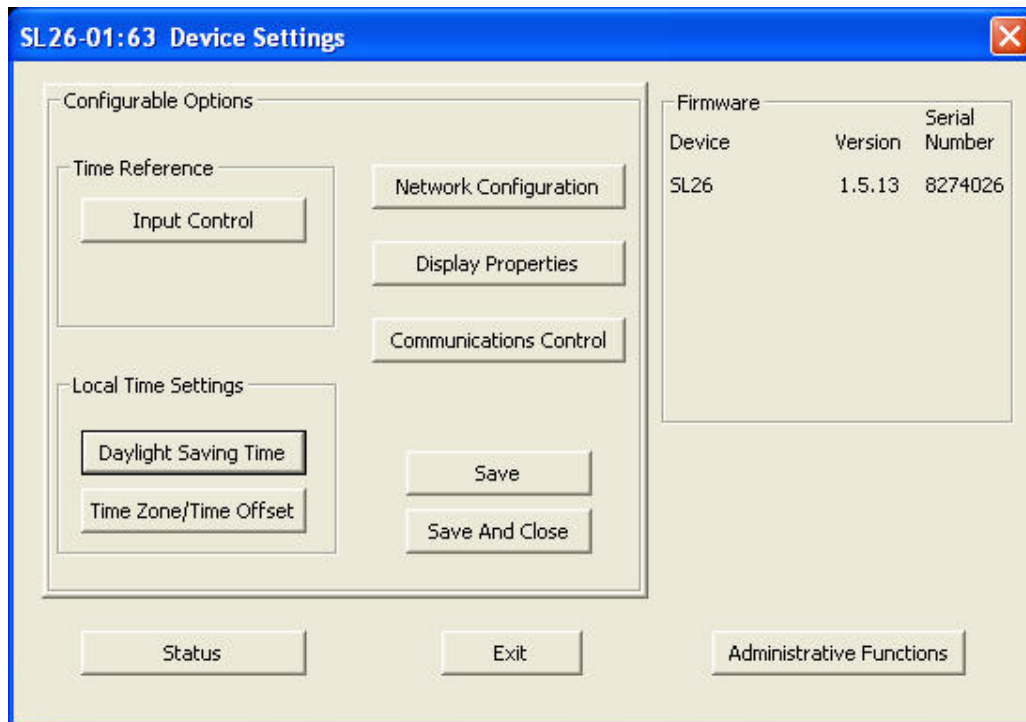 SL26-01:63 Device Settings
Configurable Options
Time Reference
Input Control
Network Configuration
Display Properties
Communications Control
Local Time Settings
Daylight Saving Time
Time Zone/Time Offset
Save
Save And Close
Firmware
Serial
Device Version Number
SL26 1.5.13 8274026
Status
Exit
Administrative Functions